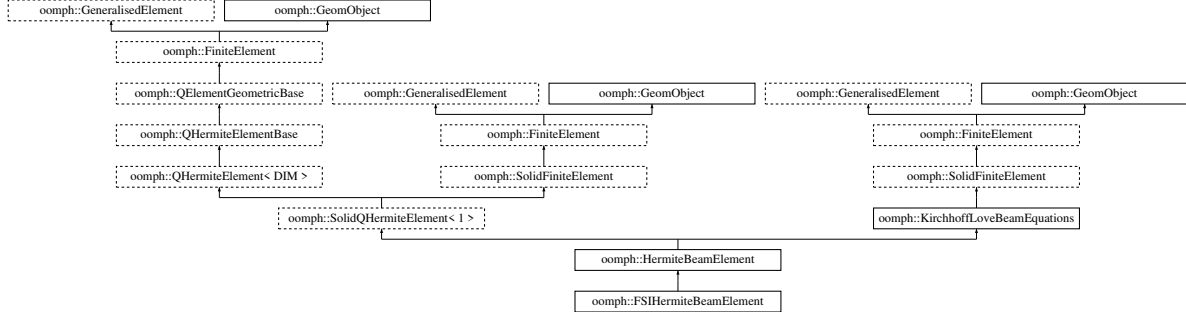 oomph::GeneralisedElement oomph::GeomObject
oomph::FiniteElement
oomph::QElementGeometricBase oomph::GeneralisedElement oomph::GeomObject oomph::GeneralisedElement oomph::GeomObject
oomph::QHermiteElementBase oomph::FiniteElement oomph::FiniteElement
oomph::QHermiteElement< DIM > oomph::SolidFiniteElement oomph::SolidFiniteElement
oomph::SolidQHermiteElement< 1 > oomph::KirchhoffLoveBeamEquations
oomph::HermiteBeamElement
oomph::FSIHermiteBeamElement